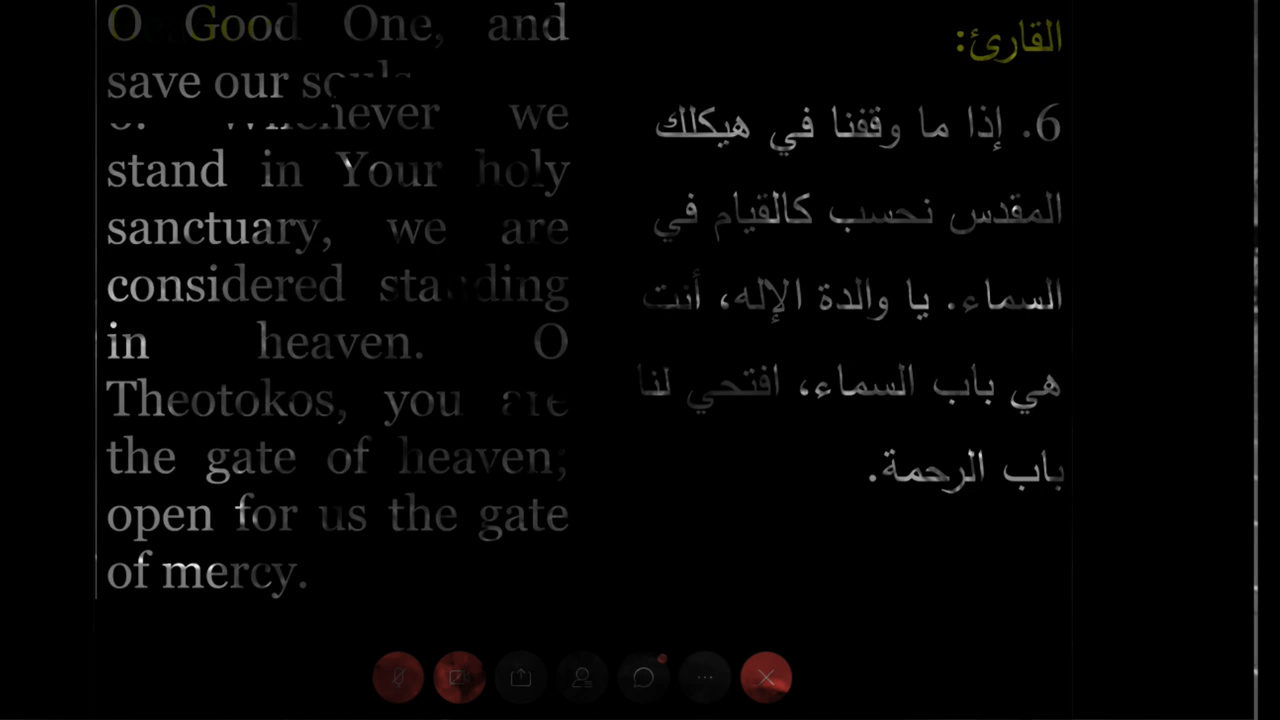 O Good One, and
save our souls
6. Whenever we
stand in Your holy
sanctuary, we are
considered standing
in heaven. O
Theotokos, you are
the gate of heaven;
open for us the gate
of mercy.
القارئ:
6. إذا ما وقفنا في هيكلك
المقدس نحسب كالقيام في
السماء. يا والدة الإله، أنت
هي باب السماء، افتحي لنا
باب الرحمة.